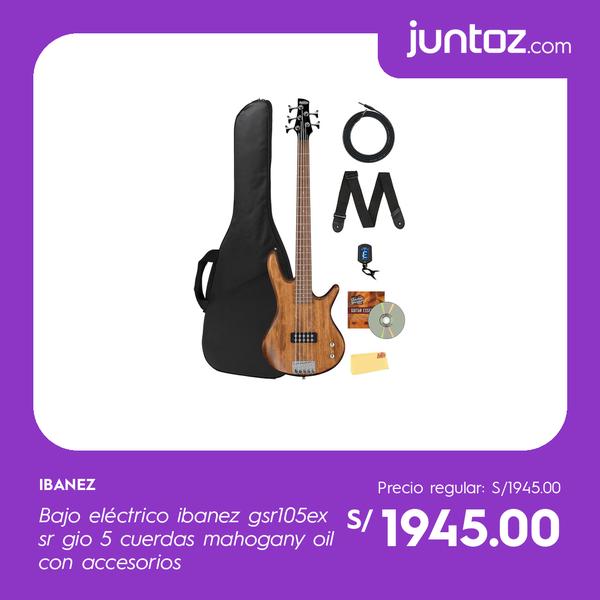 juntoz.com
IBANEZ
Bajo eléctrico ibanez gsr105ex
sr gio 5 cuerdas mahogany oil
con accesorios
Precio regular: S/1945.00
S/ 1945.00